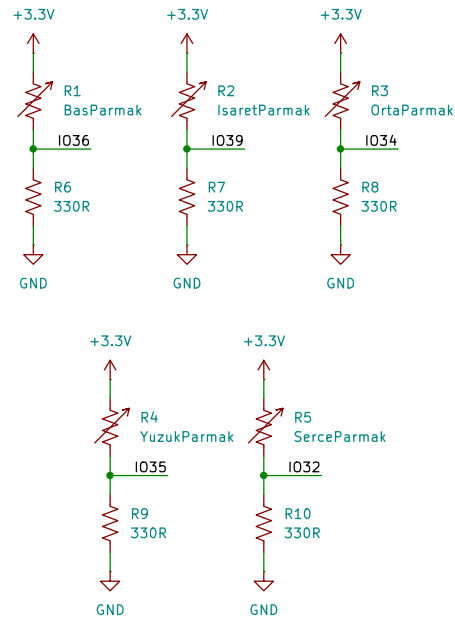 +3.3V +3.3V +3.3V
R1 R2 R3
BasParmak IsaretParmak OrtaParmak
IO36 IO39 IO34
R6 R7 R8
330R 330R 330R
GND GND GND
+3.3V +3.3V
R4 R5
YuzukParmak SerceParmak
IO35 IO32
R9 R10
330R 330R
GND GND